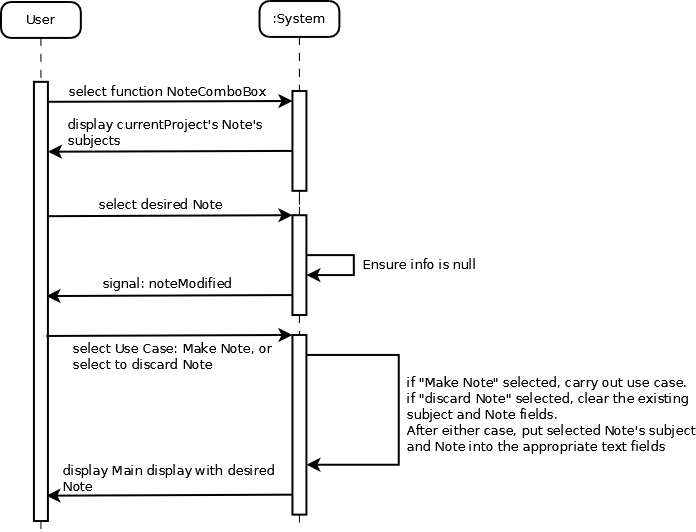 User
:System
select function NoteComboBox
display currentProject's Note's
subjects
select desired Note
Ensure info is null
signal: noteModified
select Use Case: Make Note, or
select to discard Note
if "Make Note" selected, carry out use case.
if "discard Note" selected, clear the existing
subject and Note fields.
After either case, put selected Note's subject
and Note into the appropriate text fields
display Main display with desired
Note